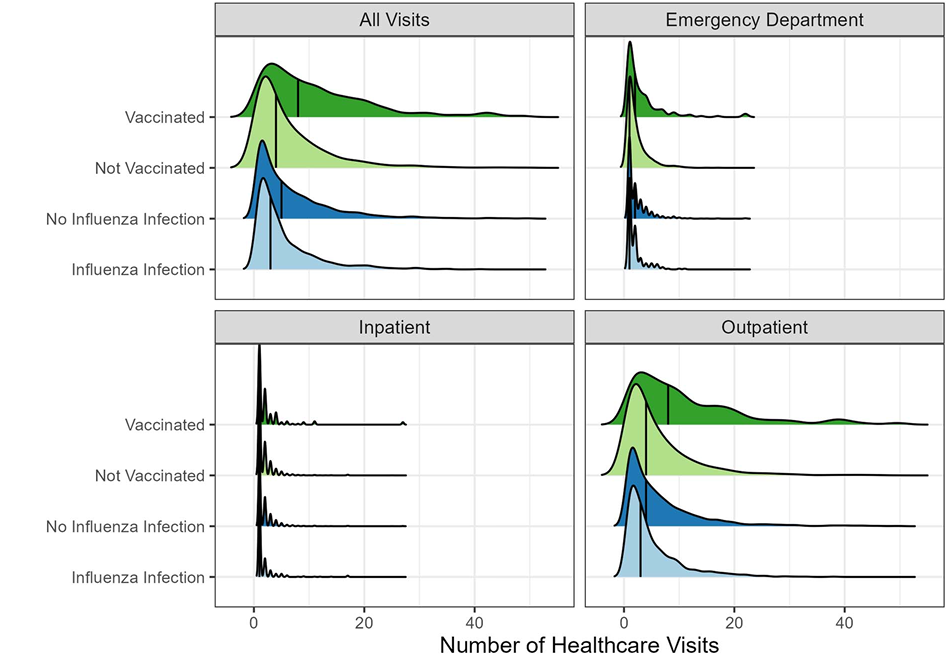 All Visits
Emergency Department
Vaccinated
Not Vaccinated
No Influenza Infection
Influenza Infection
Inpatient
Outpatient
Vaccinated
Not Vaccinated
No Influenza Infection
Influenza Infection
0 20 40 0 20 40
Number of Healthcare Visits